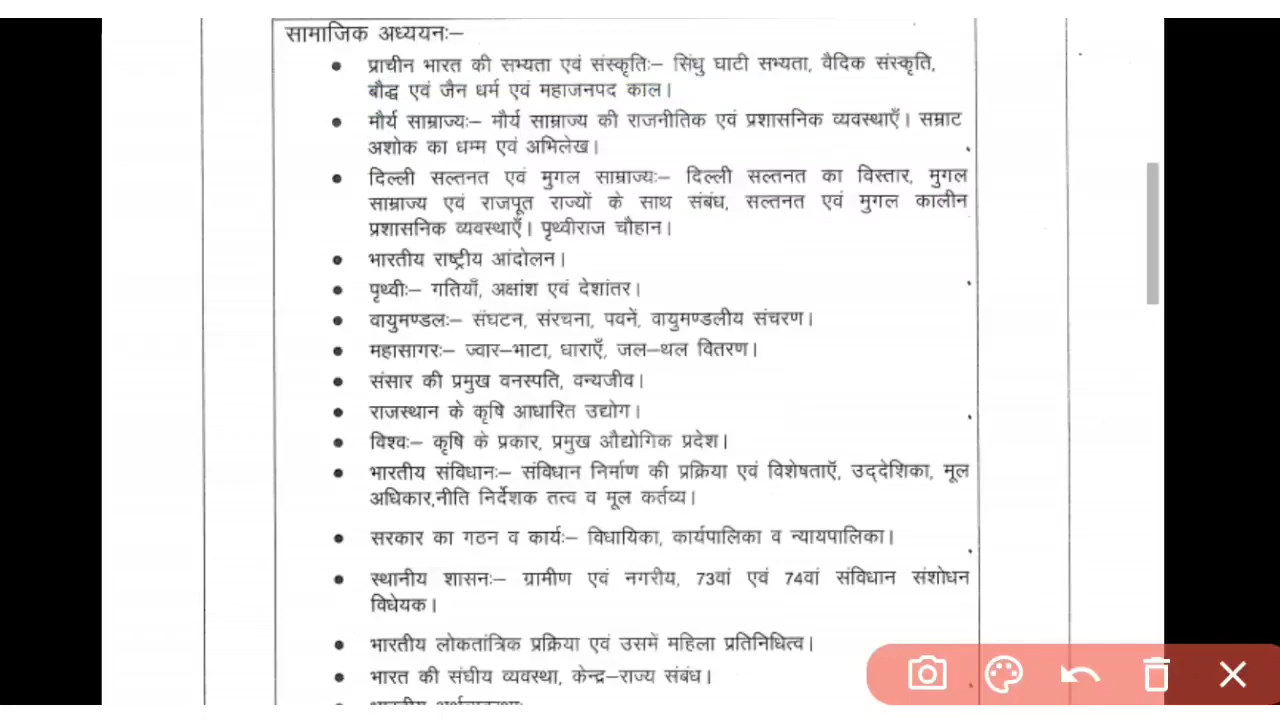 सामाजिक अध्ययनः–
● प्राचीन भारत की सभ्यता एवं संस्कृतिः– सिंधु घाटी सभ्यता, वैदिक संस्कृति,
बौद्ध एवं जैन धर्म एवं महाजनपद काल।
● मौर्य साम्राज्यः– मौर्य साम्राज्य की राजनीतिक एवं प्रशासनिक व्यवस्थाएँ। सम्राट
अशोक का धम्म एवं अभिलेख।
● दिल्ली सल्तनत एवं मुगल साम्राज्यः– दिल्ली सल्तनत का विस्तार, मुगल
साम्राज्य एवं राजपूत राज्यों के साथ संबंध, सल्तनत एवं मुगल कालीन
प्रशासनिक व्यवस्थाएँ। पृथ्वीराज चौहान।
● भारतीय राष्ट्रीय आंदोलन।
● पृथ्वीः– गतियाँ, अक्षांश एवं देशांतर।
● वायुमण्डलः– संघटन, संरचना, पवनें, वायुमण्डलीय संचरण।
● महासागरः– ज्वार–भाटा, धाराएँ, जल–थल वितरण।
● संसार की प्रमुख वनस्पति, वन्यजीव।
● राजस्थान के कृषि आधारित उद्योग।
● विश्वः– कृषि के प्रकार, प्रमुख औद्योगिक प्रदेश।
● भारतीय संविधानः– संविधान निर्माण की प्रक्रिया एवं विशेषताऍं, उद्देशिका, मूल
अधिकार,नीति निर्देशक तत्व व मूल कर्तव्य।
● सरकार का गठन व कार्यः– विधायिका, कार्यपालिका व न्यायपालिका।
● स्थानीय शासनः– ग्रामीण एवं नगरीय, 73वां एवं 74वां संविधान संशोधन
विधेयक।
● भारतीय लोकतांत्रिक प्रक्रिया एवं उसमें महिला प्रतिनिधित्व।
● भारत की संघीय व्यवस्था, केन्द्र–राज्य संबंध।